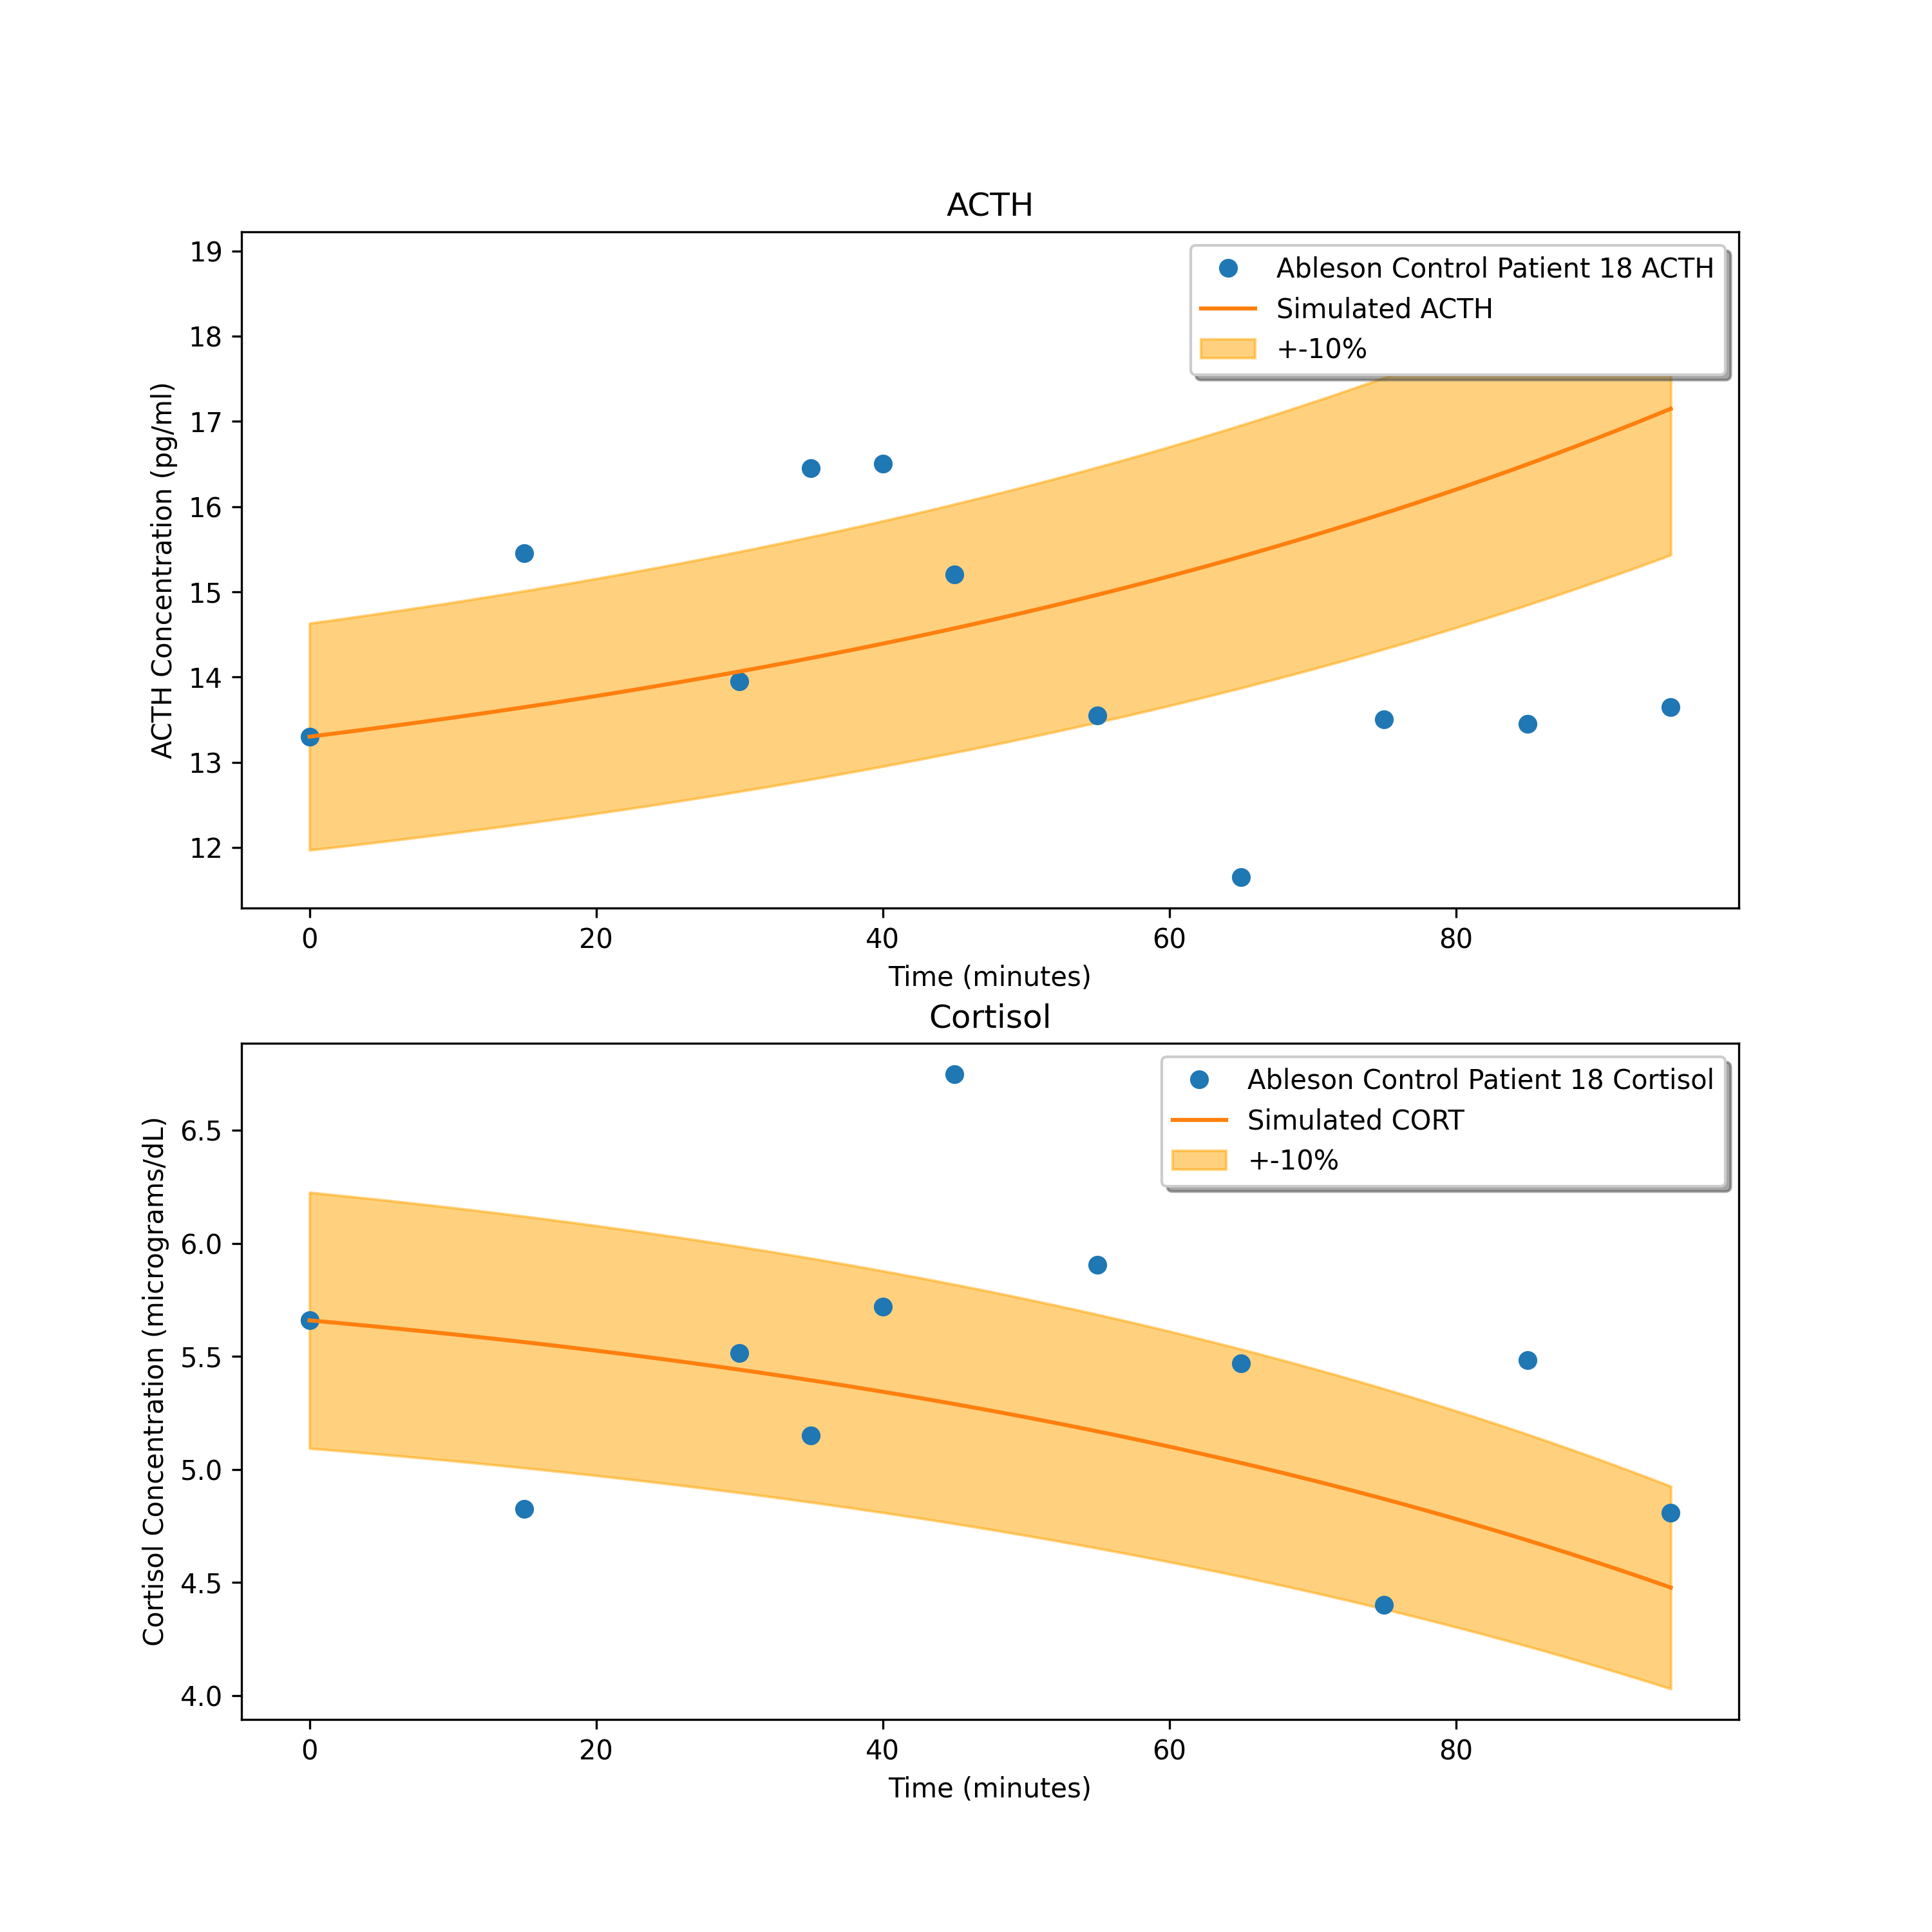 ACTH
19
18
17
16
15
14
13
12
ACTH Concentration (pg/ml)
Ableson Control Patient 18 ACTH
Simulated ACTH
+-10%
0 20 40 60 80
Time (minutes)
Cortisol
6.5
6.0
5.5
5.0
4.5
4.0
Cortisol Concentration (micrograms/dL)
Ableson Control Patient 18 Cortisol
Simulated CORT
+-10%
0 20 40 60 80
Time (minutes)